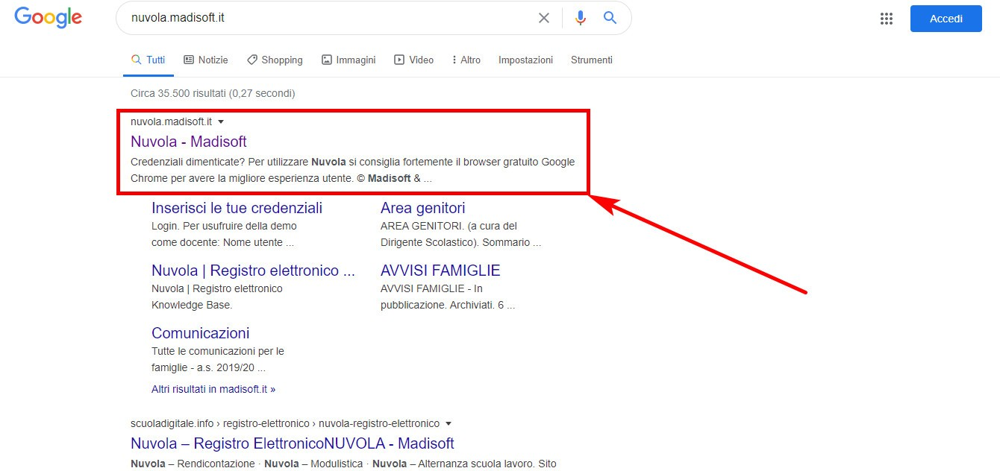 Google
nuvola.madisoft.it
Accedi
Tutti Notizie Shopping Immagini Video Altro Impostazioni Strumenti
Circa 35.500 risultati (0,27 secondi)
nuvola.madisoft.it
Nuvola - Madisoft
Credenziali dimenticate? Per utilizzare Nuvola si consiglia fortemente il browser gratuito Google
Chrome per avere la migliore esperienza utente. © Madisoft & ...
Inserisci le tue credenziali
Login. Per usufruire della demo
come docente: Nome utente ...
Area genitori
AREA GENITORI. (a cura del
Dirigente Scolastico). Sommario ...
Nuvola | Registro elettronico ...
Nuvola | Registro elettronico
Knowledge Base.
AVVISI FAMIGLIE
AVVISI FAMIGLIE - In
pubblicazione. Archiviati. 6 ...
Comunicazioni
Tutte le comunicazioni per le
famiglie - a.s. 2019/20 ...
Altri risultati in madisoft.it »
scuoladigitale.info › registro-elettronico › nuvola-registro-elettronico
Nuvola – Registro ElettronicoNUVOLA - Madisoft
Nuvola – Rendicontazione · Nuvola – Modulistica · Nuvola – Alternanza scuola lavoro. Sito